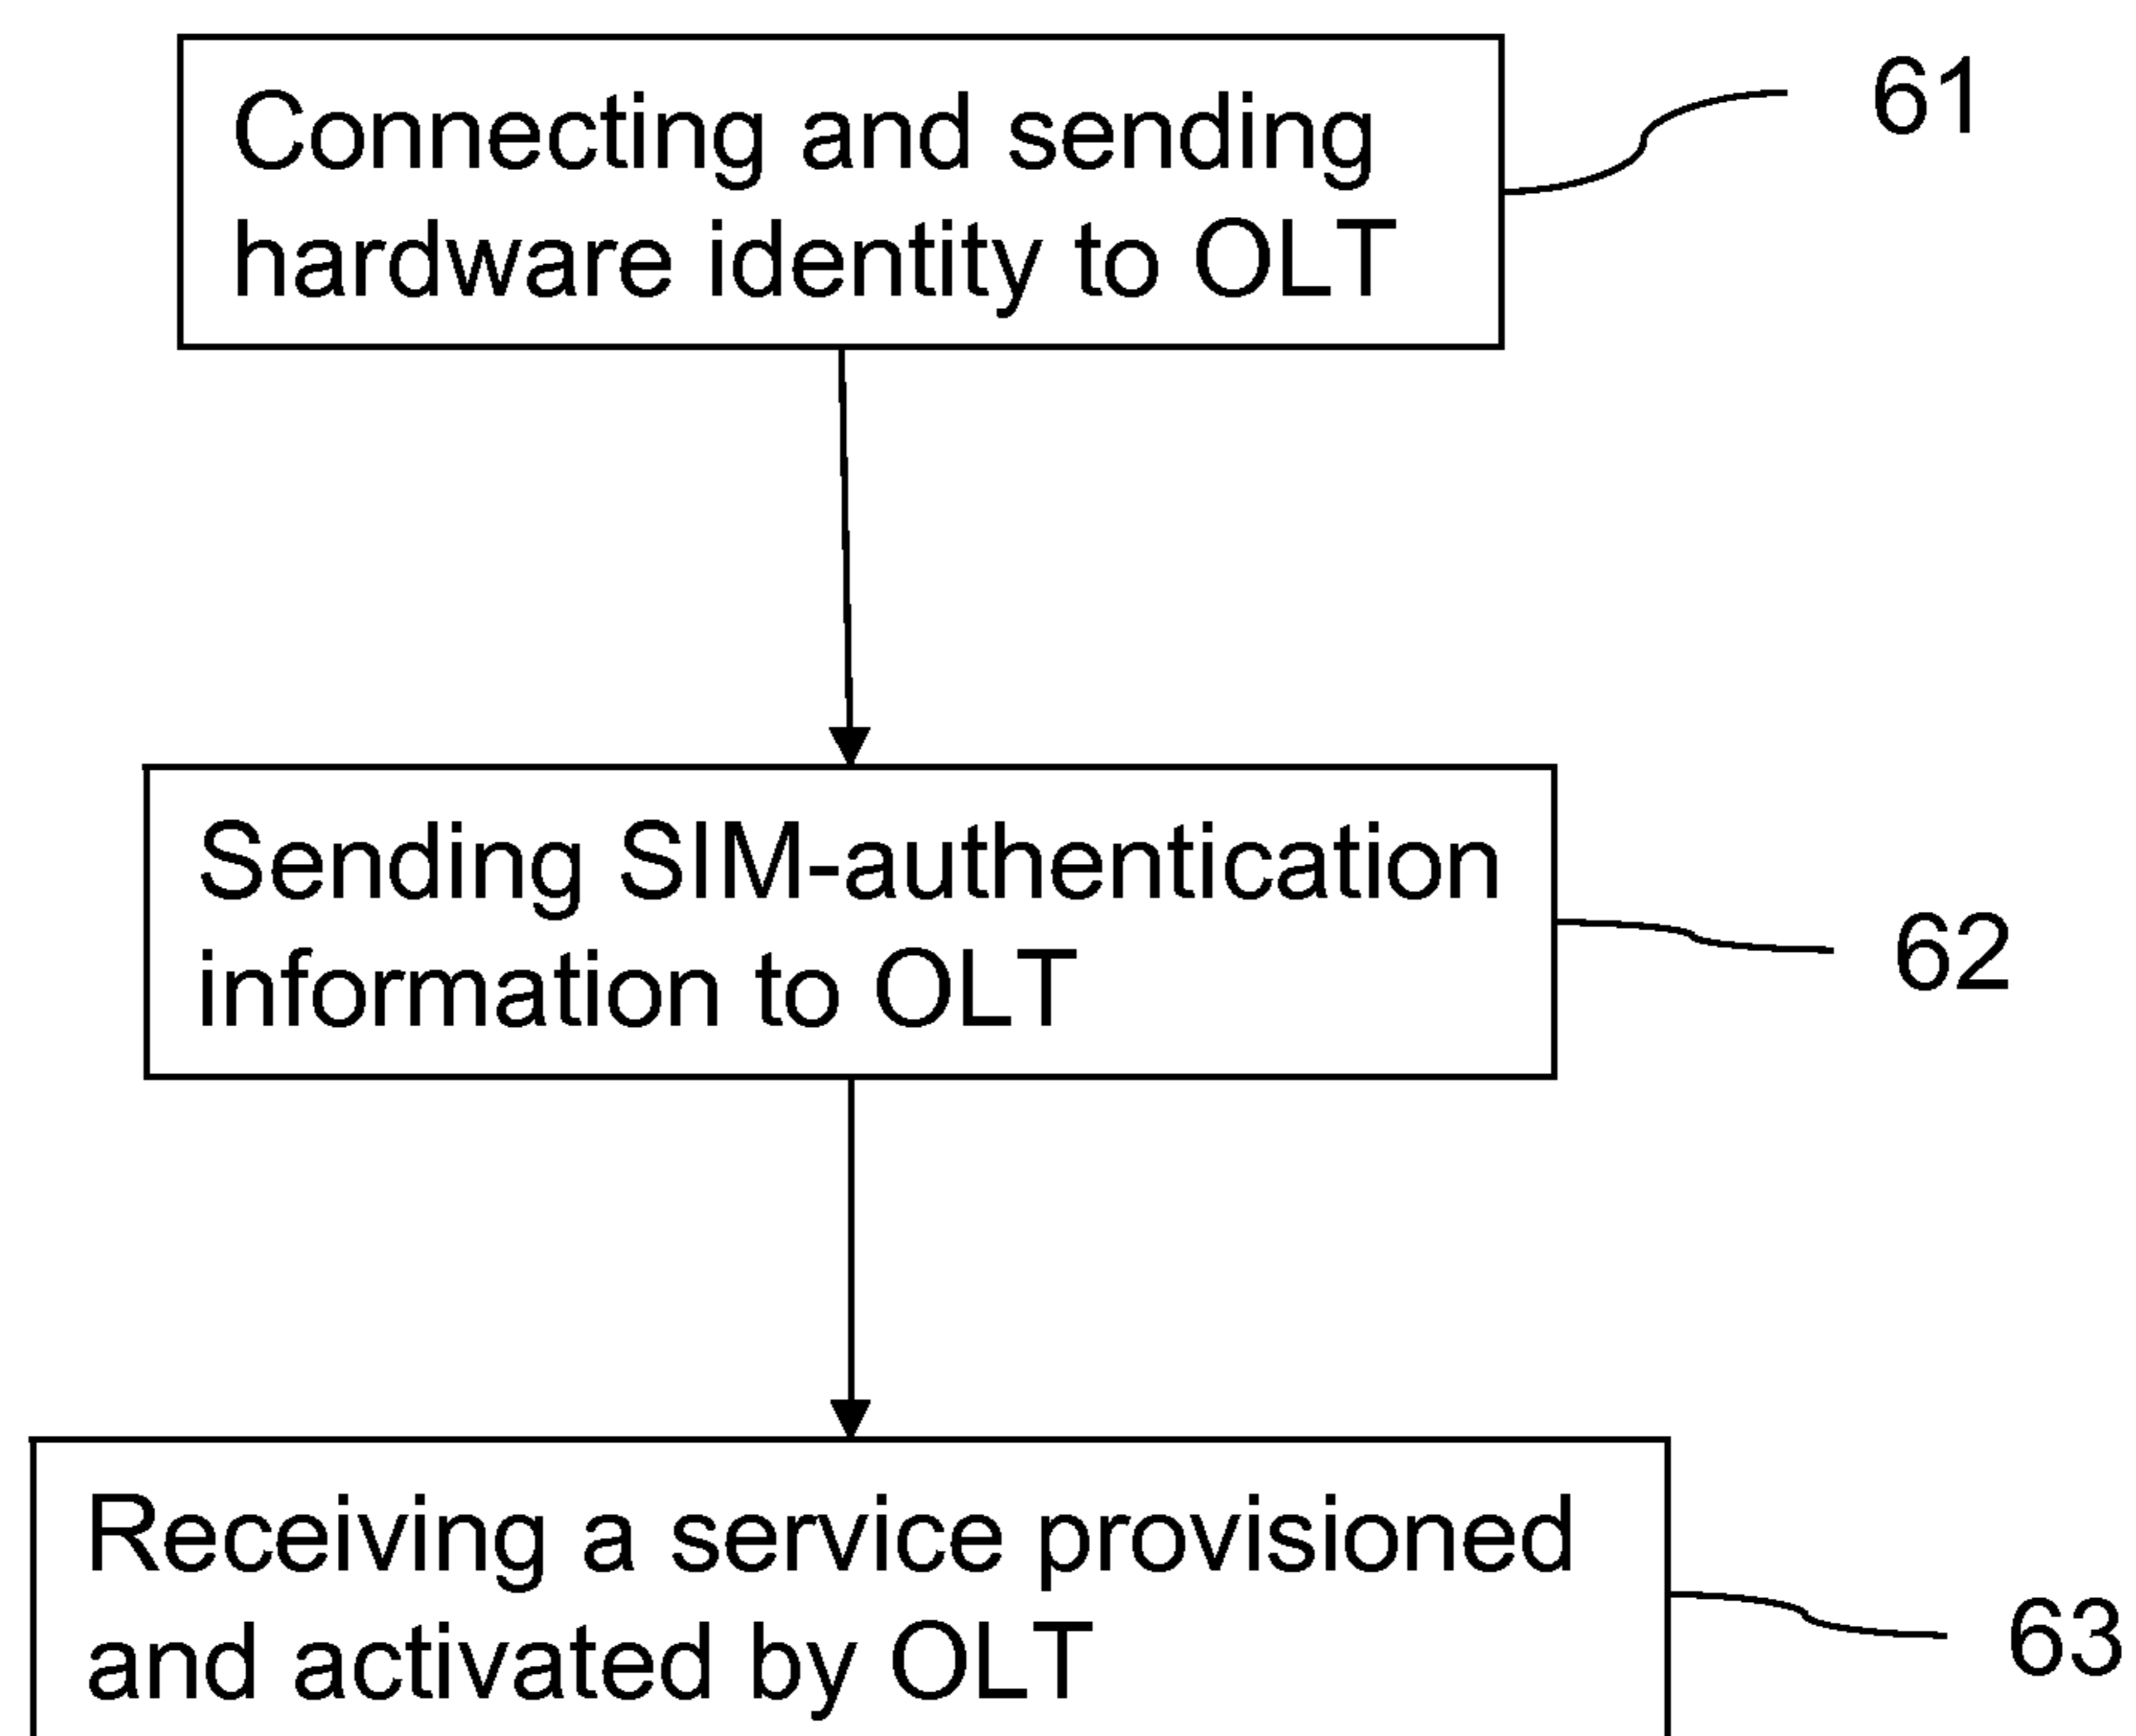 Connecting and sending
hardware identity to OLT
61
Sending SIM-authentication
information to OLT
62
Receiving a service provisioned
and activated by OLT
63